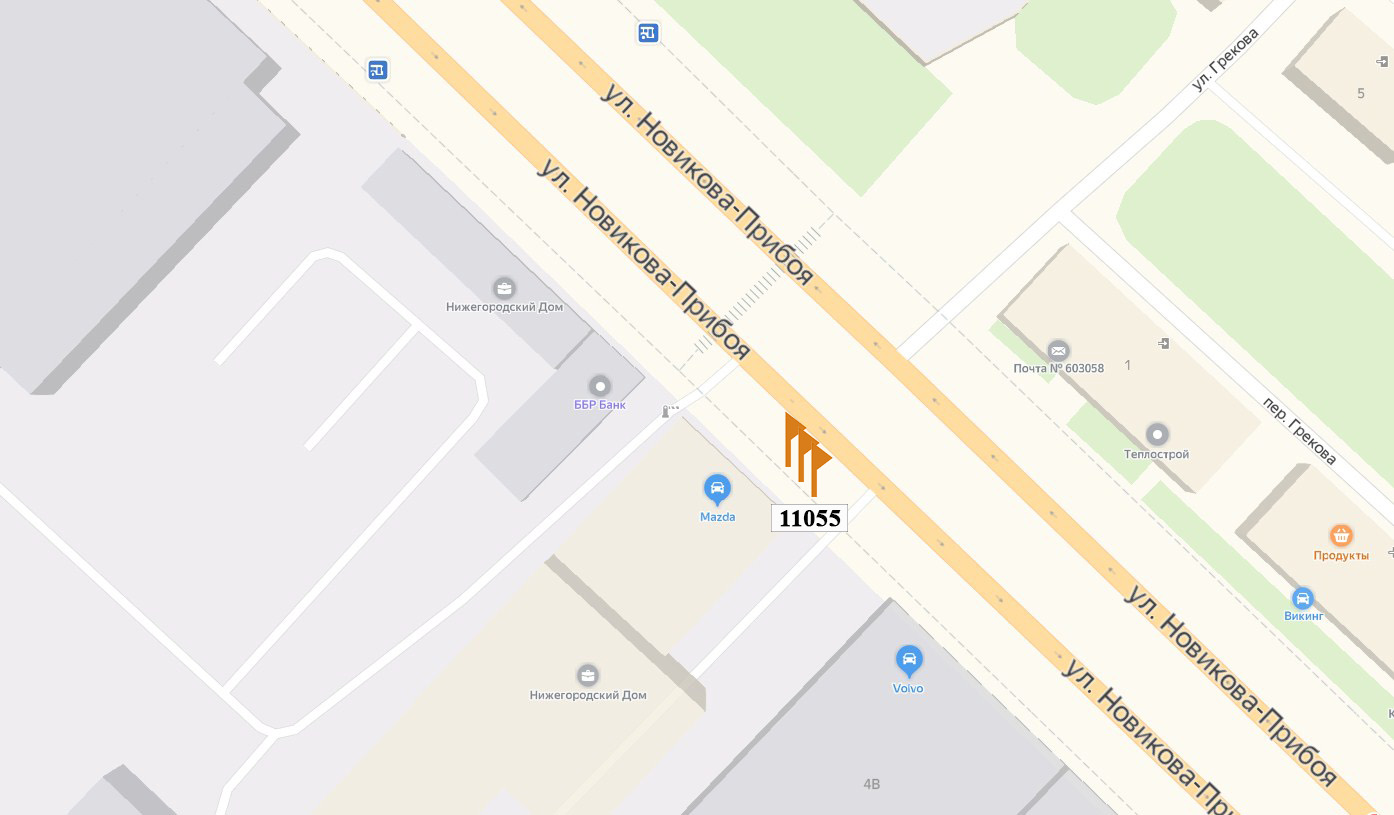 ул. Грекова
5
ул. Новикова-Прибоя
ул. Новикова-Прибоя
Нижегородский Дом
Почта № 603058
1
ББР Банк
пер. Грекова
Теплострой
Mazda
11055
Продукты
ул. Новикова-Прибоя
Викинг
ул. Новикова-При
Volvo
Нижегородский Дом
К
4В